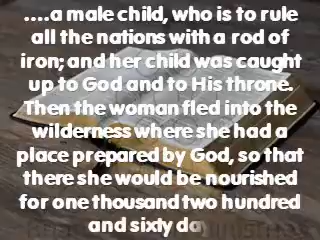 ....a male child, who is to rule
all the nations with a rod of
iron; and her child was caught
up to God and to His throne.
Then the woman fled into the
wilderness where she had a
place prepared by God, so that
there she would be nourished
for one thousand two hundred
and sixty